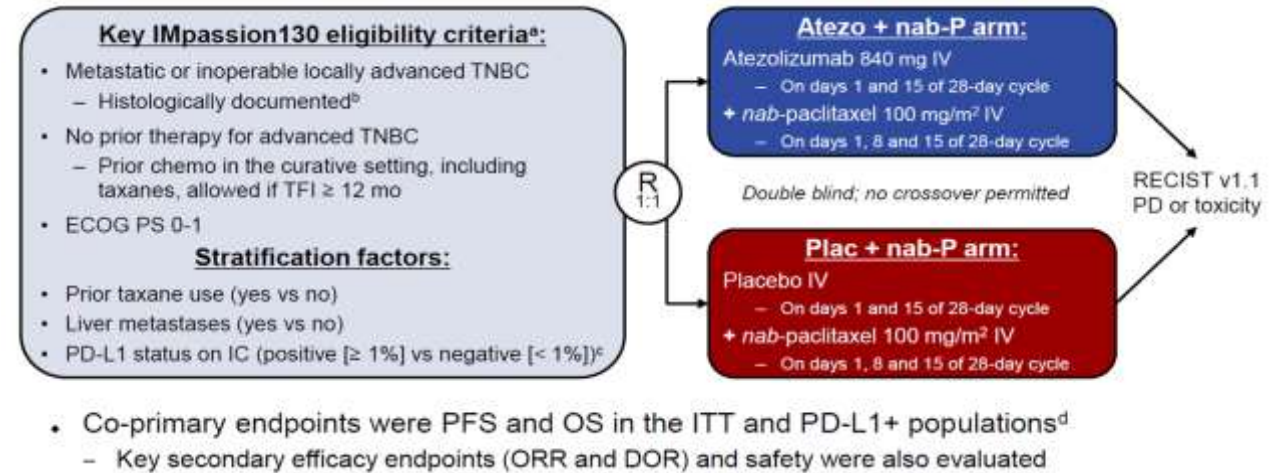 Key IMpassion130 eligibility criteriaᵃ:
• Metastatic or inoperable locally advanced TNBC
– Histologically documentedᵇ
• No prior therapy for advanced TNBC
– Prior chemo in the curative setting, including
taxanes, allowed if TFI ≥ 12 mo
• ECOG PS 0-1
Stratification factors:
• Prior taxane use (yes vs no)
• Liver metastases (yes vs no)
• PD-L1 status on IC (positive [≥ 1%] vs negative [< 1%])ᶜ
R
1:1
Atezo + nab-P arm:
Atezolizumab 840 mg IV
– On days 1 and 15 of 28-day cycle
+ nab-paclitaxel 100 mg/m² IV
– On days 1, 8 and 15 of 28-day cycle
Double blind; no crossover permitted
Plac + nab-P arm:
Placebo IV
– On days 1 and 15 of 28-day cycle
+ nab-paclitaxel 100 mg/m² IV
– On days 1, 8 and 15 of 28-day cycle
RECIST v1.1
PD or toxicity
• Co-primary endpoints were PFS and OS in the ITT and PD-L1+ populationsᵈ
– Key secondary efficacy endpoints (ORR and DOR) and safety were also evaluated